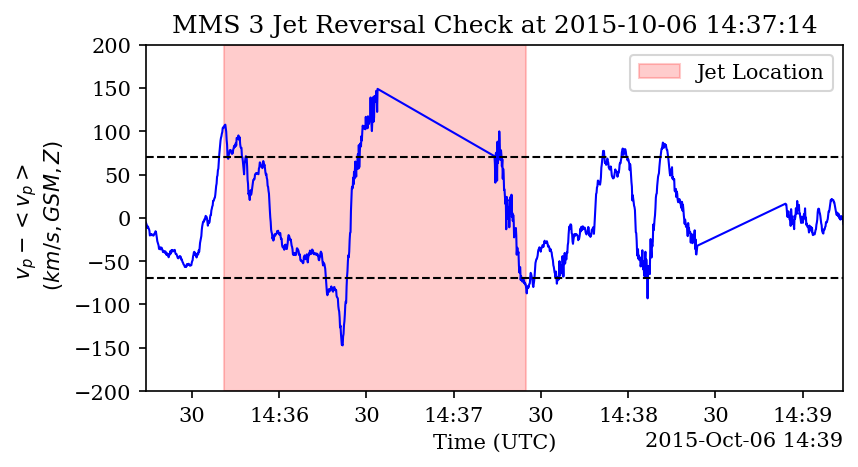 MMS 3 Jet Reversal Check at 2015-10-06 14:37:14
Jet Location
v_p − < v_p >
(km/s, GSM, Z)
200
150
100
50
0
−50
−100
−150
−200
30 14:36 30 14:37 30 14:38 30 14:39
Time (UTC)
2015-Oct-06 14:39